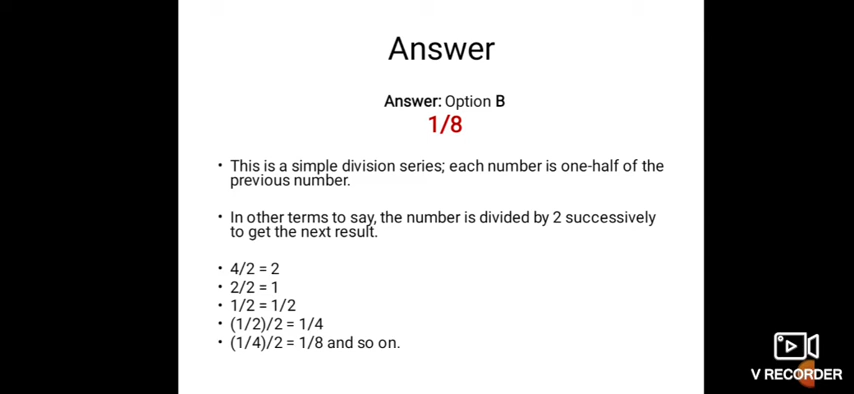 Answer
Answer: Option B
1/8
• This is a simple division series; each number is one-half of the
previous number.
• In other terms to say, the number is divided by 2 successively
to get the next result.
• 4/2 = 2
• 2/2 = 1
• 1/2 = 1/2
• (1/2)/2 = 1/4
• (1/4)/2 = 1/8 and so on.
V RECORDER